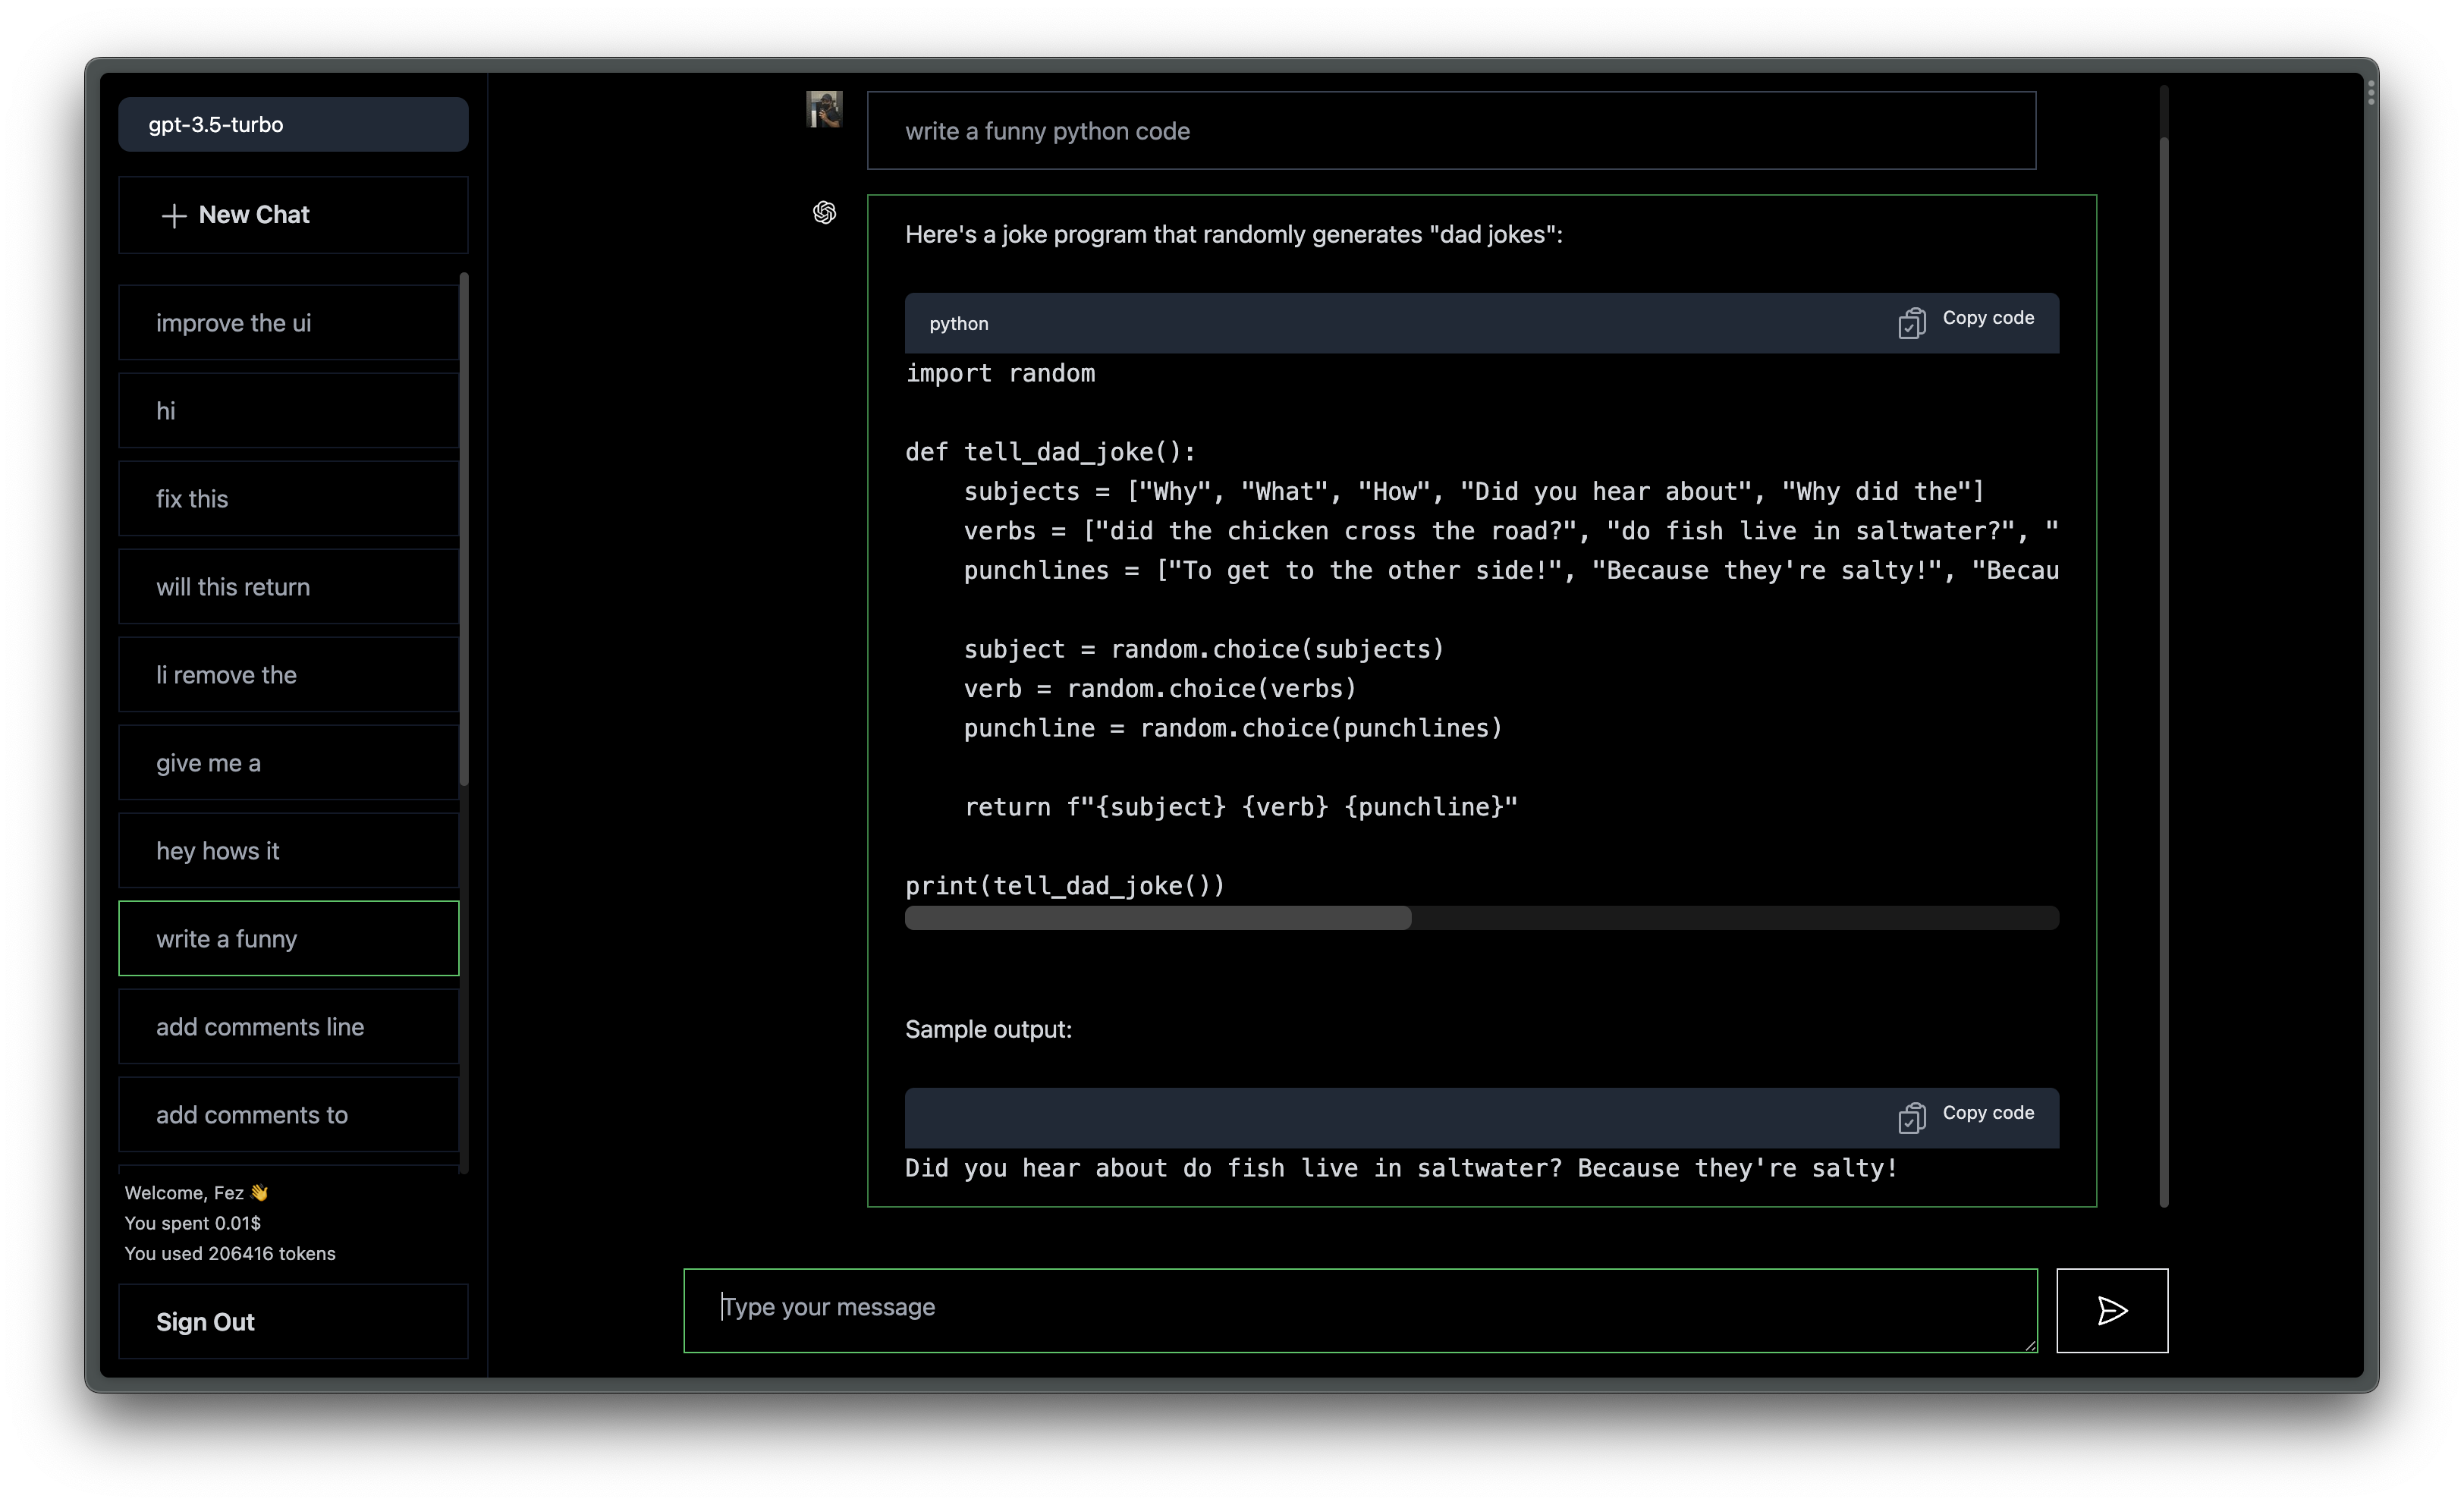 gpt-3.5-turbo
New Chat
improve the ui
hi
fix this
will this return
li remove the
give me a
hey hows it
write a funny
add comments line
add comments to
Welcome, Fez 👋
You spent 0.01$
You used 206416 tokens
Sign Out
write a funny python code
Here's a joke program that randomly generates "dad jokes":
python
Copy code
import random
def tell_dad_joke():
    subjects = ["Why", "What", "How", "Did you hear about", "Why did the"]
    verbs = ["did the chicken cross the road?", "do fish live in saltwater?", "
    punchlines = ["To get to the other side!", "Because they're salty!", "Becau
    subject = random.choice(subjects)
    verb = random.choice(verbs)
    punchline = random.choice(punchlines)
    return f"{subject} {verb} {punchline}"
print(tell_dad_joke())
Sample output:
Copy code
Did you hear about do fish live in saltwater? Because they're salty!
Type your message